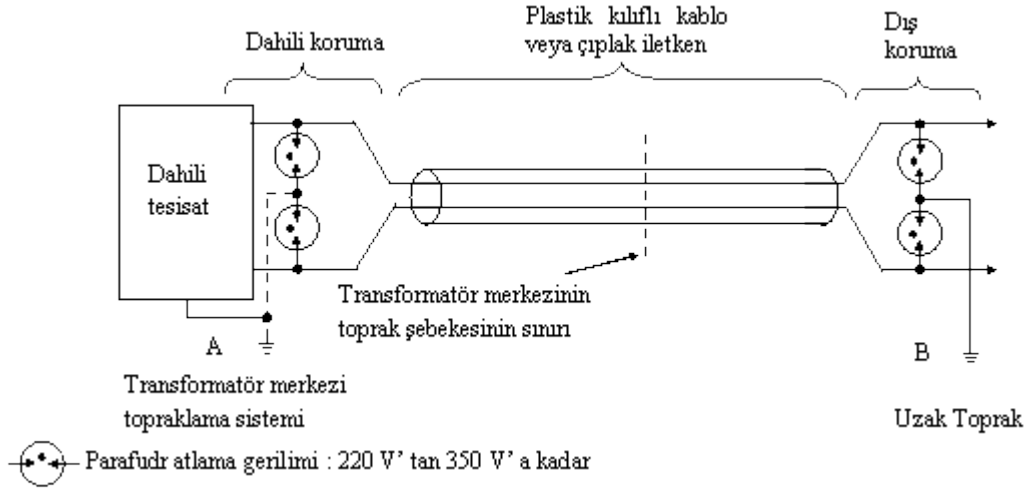 Plastik kılıflı kablo
veya çıplak iletken
Dış
koruma
Dahili koruma
Dahili
tesisat
Transformatör merkezinin
toprak şebekesinin sınırı
A
B
Transformatör merkezi
topraklama sistemi
Uzak Toprak
Parafudr atlama gerilimi : 220 V' tan 350 V' a kadar